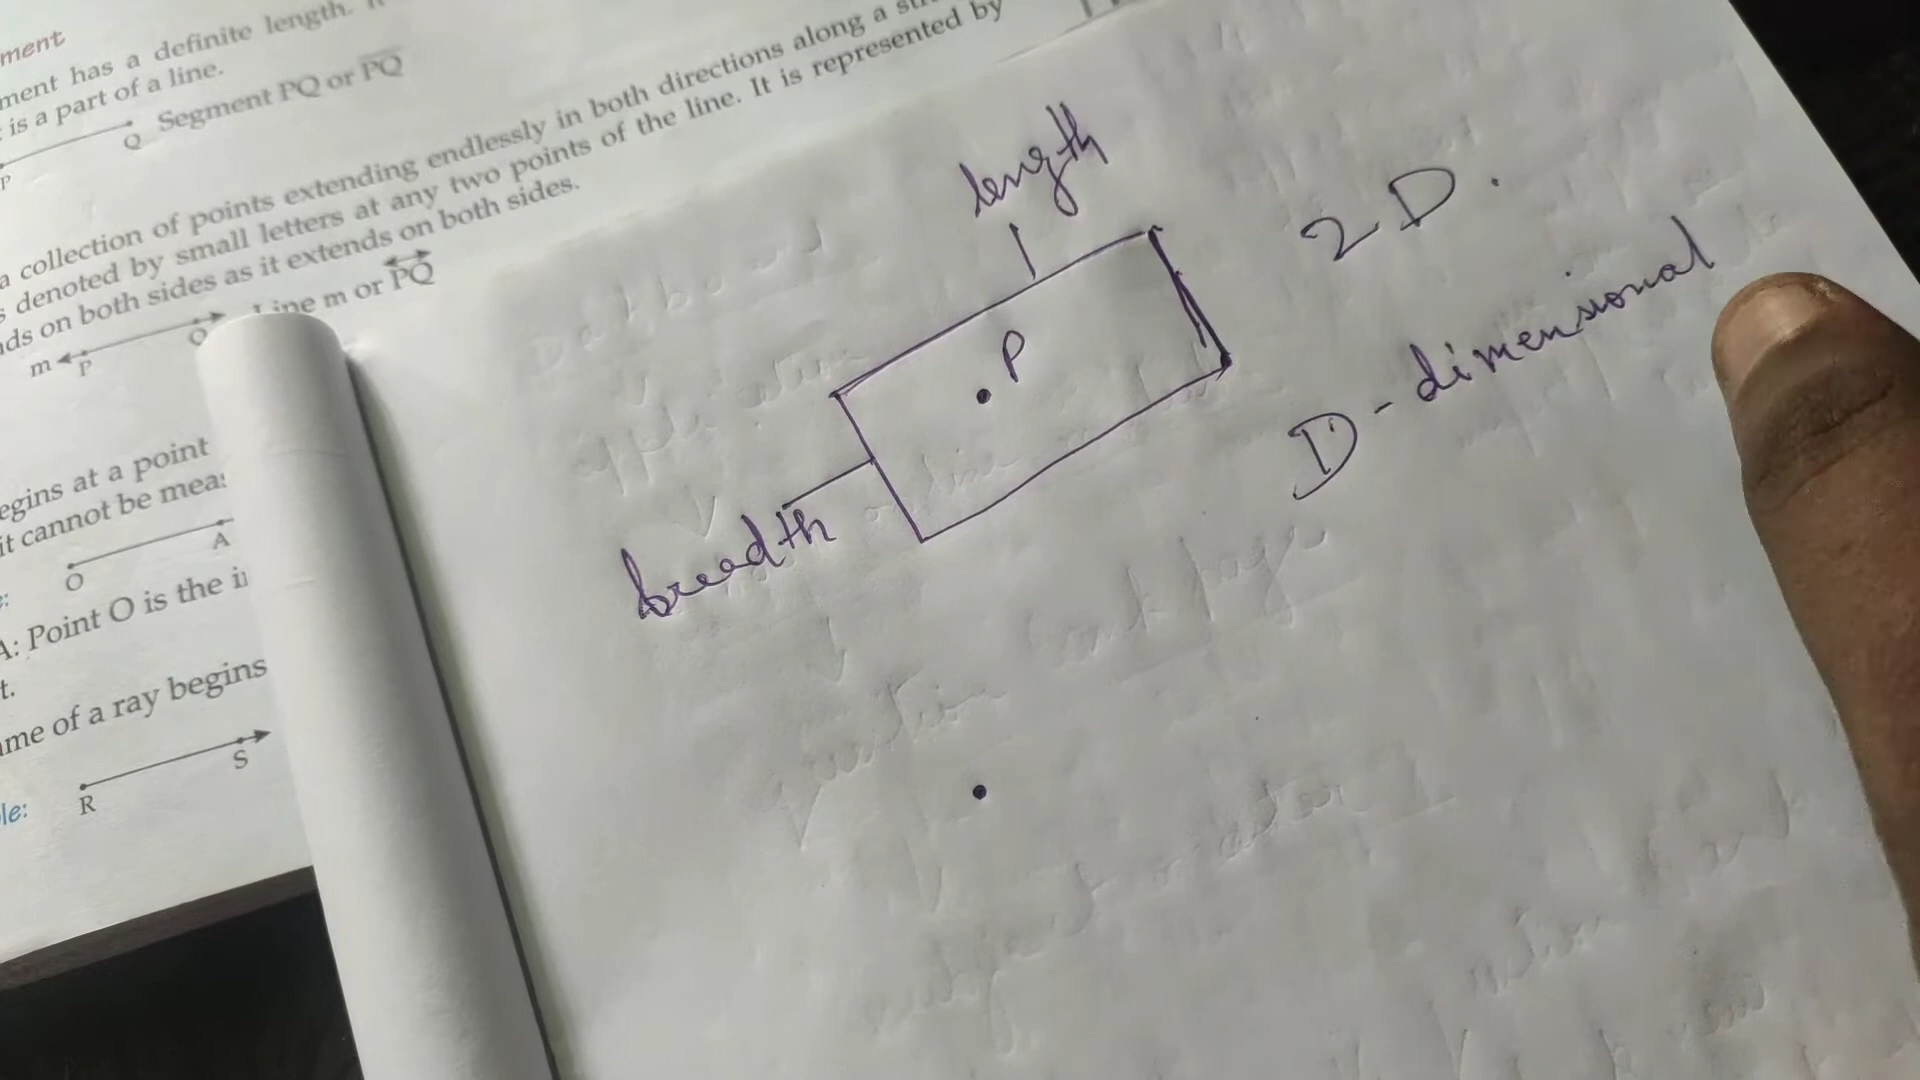 ment
ment has a definite length.
is a part of a line.
P
Q
Segment PQ or PQ
a collection of points extending endlessly in both directions along a
s denoted by small letters at any two points of the line. It is represented by
ds on both sides as it extends on both sides.
m
P
Q
Line m or PQ
egins at a point
it cannot be mea
O
A
A: Point O is the i
t.
ame of a ray begins
R
S
le:
length
P
breadth
2D.
D-dimensional